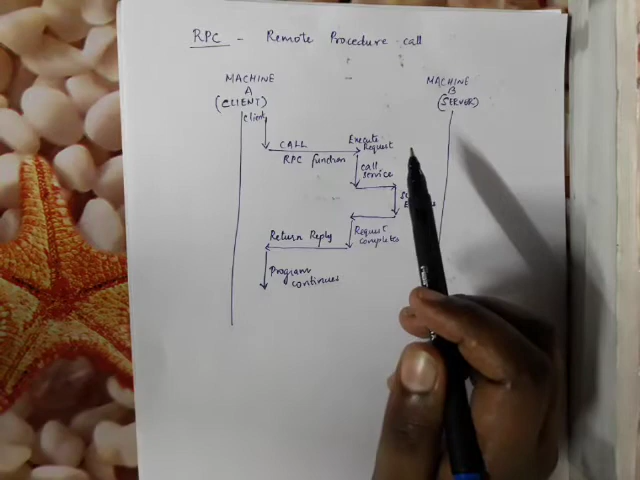 RPC - Remote Procedure call
MACHINE
A
(CLIENT)
MACHINE
B
(SERVER)
client
CALL
RPC function
Execute
Request
call
service
Request
completes
Return Reply
Program
continues